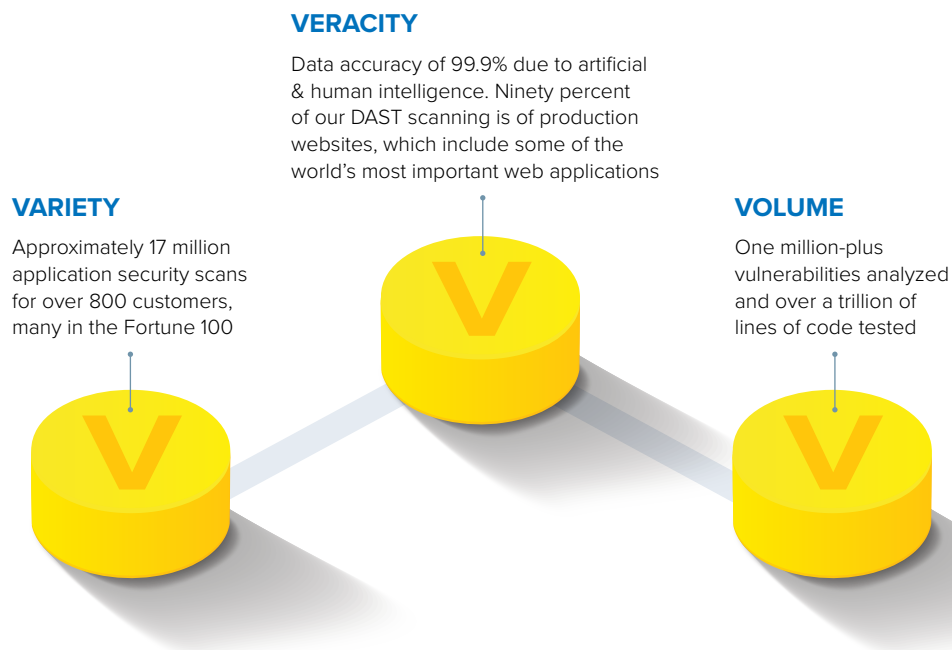 VERACITY
Data accuracy of 99.9% due to artificial
& human intelligence. Ninety percent
of our DAST scanning is of production
websites, which include some of the
world's most important web applications
VARIETY
Approximately 17 million
application security scans
for over 800 customers,
many in the Fortune 100
VOLUME
One million-plus
vulnerabilities analyzed
and over a trillion of
lines of code tested
V
V
V